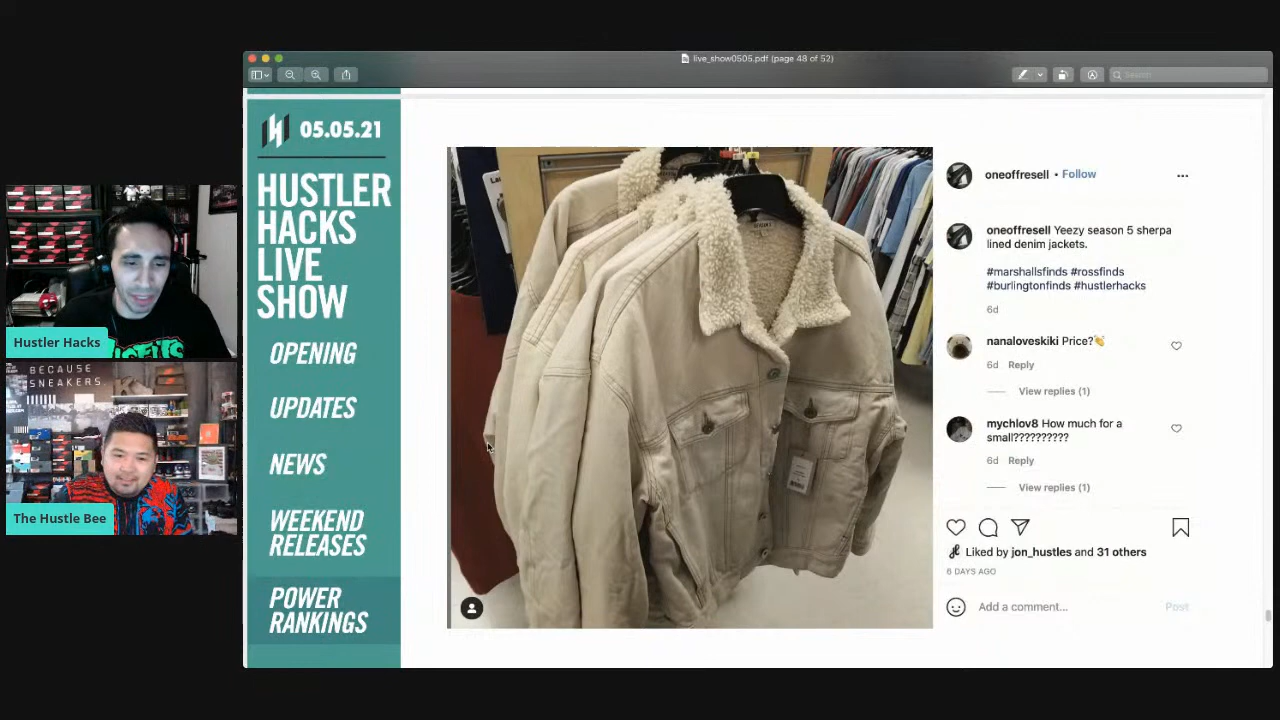 live_show0505.pdf (page 48 of 52)
Search
05.05.21
HUSTLER
HACKS
LIVE
SHOW
OPENING
UPDATES
NEWS
WEEKEND
RELEASES
POWER
RANKINGS
Hustler Hacks
BECAUSE
SNEAKERS
The Hustle Bee
oneoffresell • Follow
oneoffresell Yeezy season 5 sherpa
lined denim jackets.
#marshallsfinds #rossfinds
#burlingtonfinds #hustlerhacks
6d
nanaloveskiki Price?👏
6d Reply
View replies (1)
mychlov8 How much for a
small??????????
6d Reply
View replies (1)
Liked by jon_hustles and 31 others
6 DAYS AGO
Add a comment...
Post